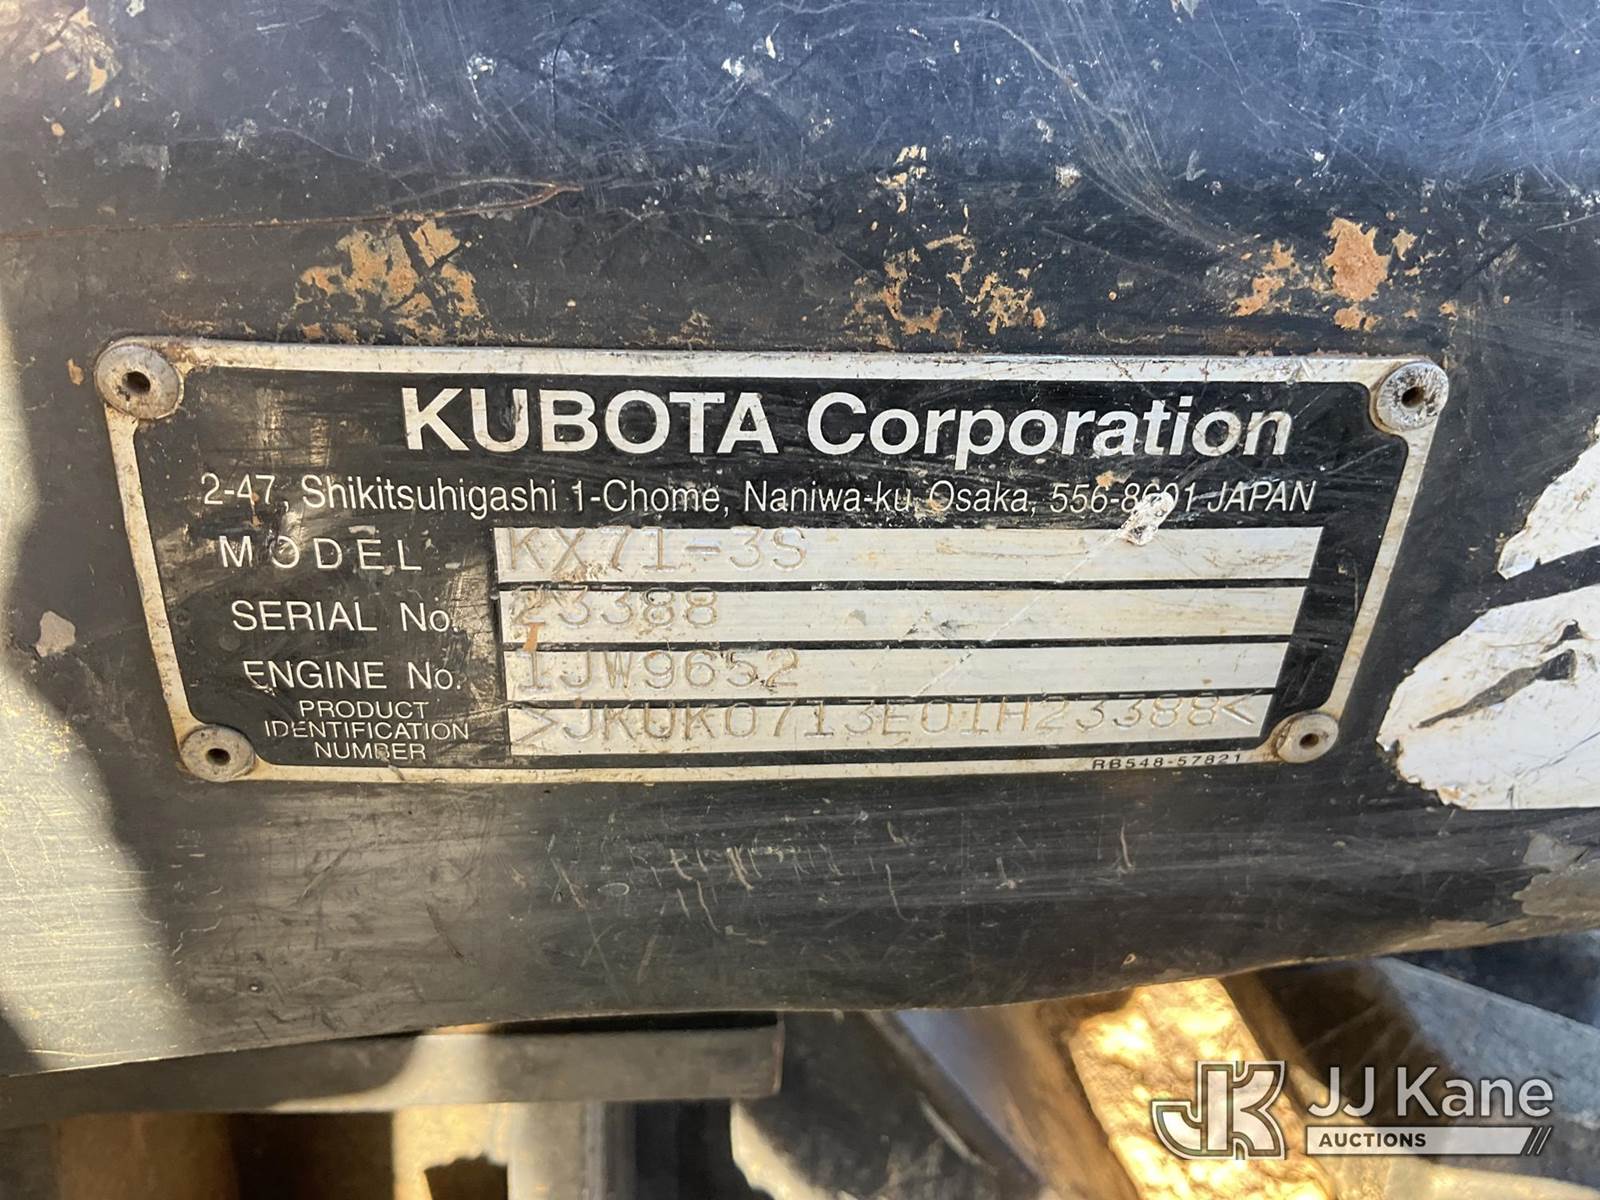 KUBOTA Corporation
2-47, Shikitsuhigashi 1-Chome, Naniwa-ku, Osaka, 556-8601 JAPAN
MODEL KX71-3S
SERIAL No. 23388
ENGINE No. 1JW9652
PRODUCT IDENTIFICATION NUMBER >JKUK0713E01H23388<
RB548-57821
JK JJ Kane
AUCTIONS